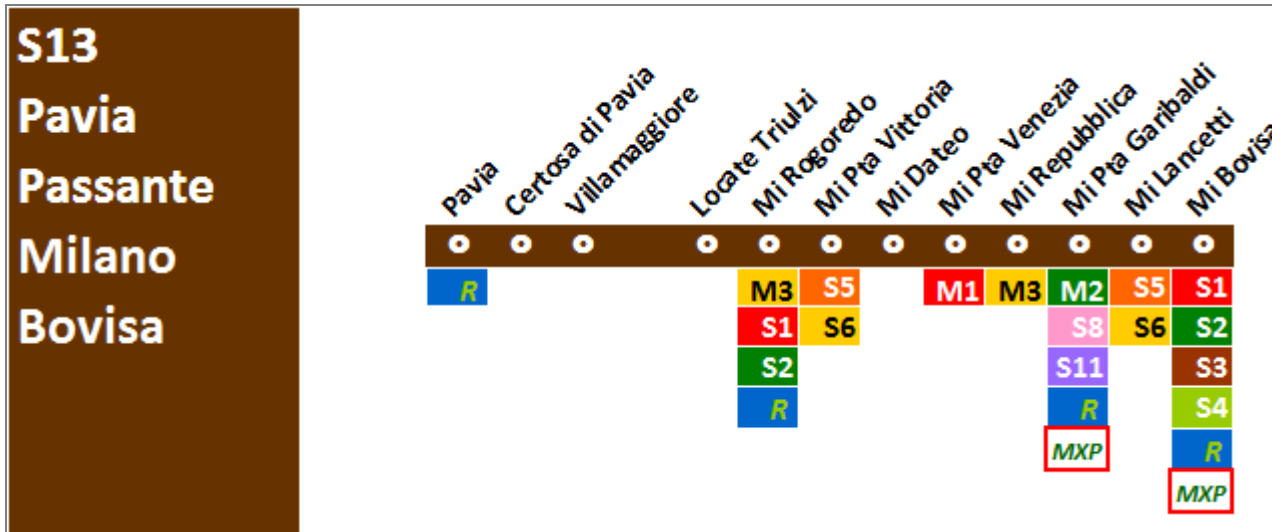 S13
Pavia
Passante
Milano
Bovisa
Pavia
Certosa di Pavia
Villamaggiore
Locate Triulzi
Mi Rogoredo
Mi Pta Vittoria
Mi Dateo
Mi Pta Venezia
Mi Repubblica
Mi Pta Garibaldi
Mi Lancetti
Mi Bovisa
R M3 S5 M1 M3 M2 S5 S1
S1 S6 S8 S6 S2
S2 S11 S3
R R S4
MXP R
MXP